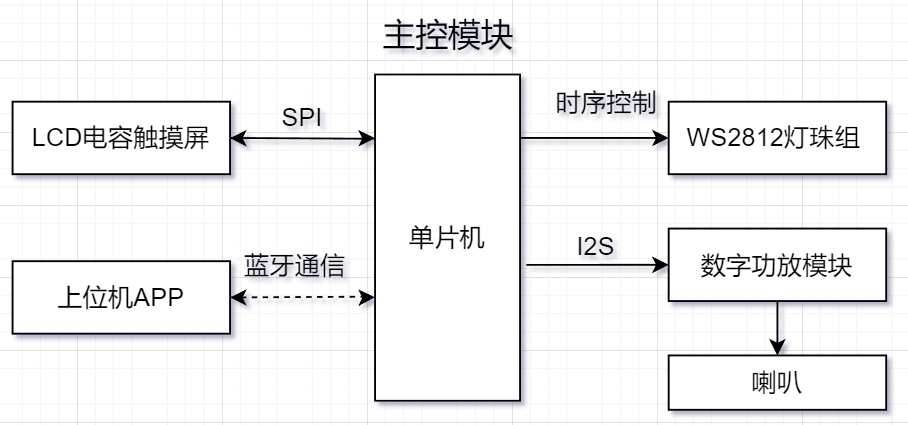 主控模块
SPI
时序控制
LCD电容触摸屏
WS2812灯珠组
单片机
I2S
蓝牙通信
数字功放模块
上位机APP
喇叭